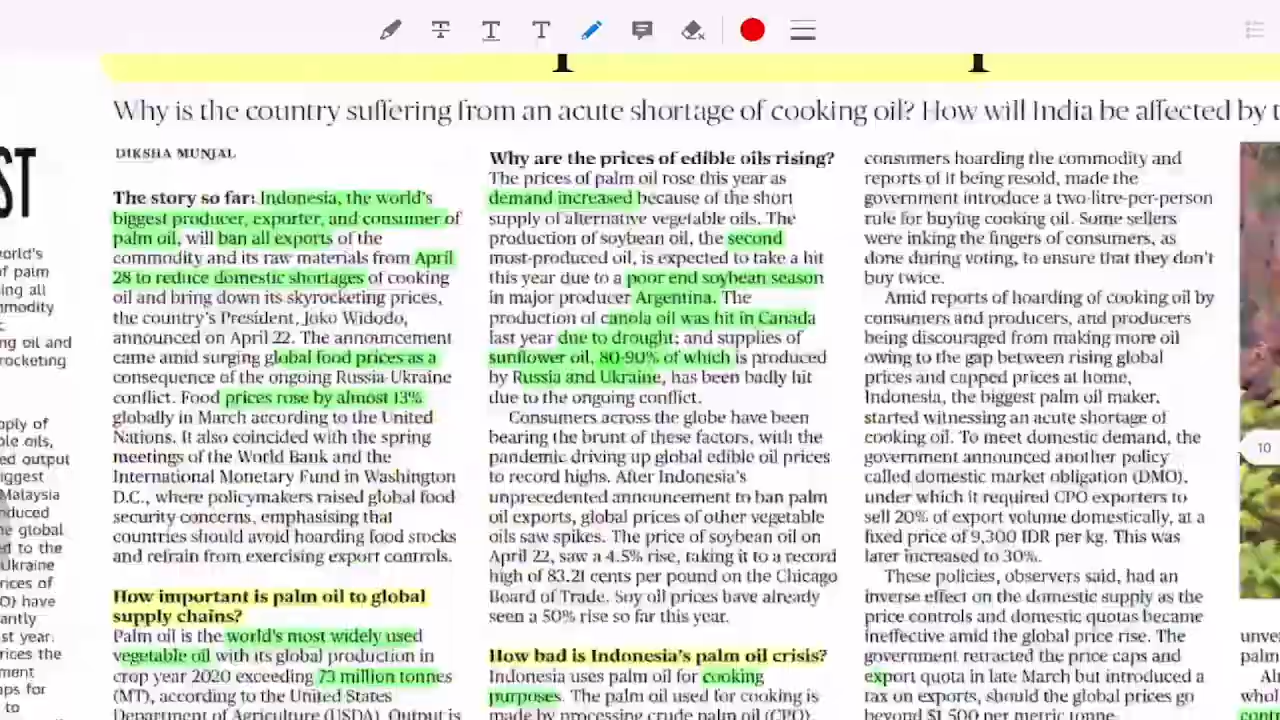 Why is the country suffering from an acute shortage of cooking oil? How will India be affected by
DIKSHA MUNJAL
The story so far: Indonesia, the world's
biggest producer, exporter, and consumer of
palm oil, will ban all exports of the
commodity and its raw materials from April
28 to reduce domestic shortages of cooking
oil and bring down its skyrocketing prices,
the country's President, Joko Widodo,
announced on April 22. The announcement
came amid surging global food prices as a
consequence of the ongoing Russia-Ukraine
conflict. Food prices rose by almost 13%
globally in March according to the United
Nations. It also coincided with the spring
meetings of the World Bank and the
International Monetary Fund in Washington
D.C., where policymakers raised global food
security concerns, emphasising that
countries should avoid hoarding food stocks
and refrain from exercising export controls.
How important is palm oil to global
supply chains?
Palm oil is the world's most widely used
vegetable oil with its global production in
crop year 2020 exceeding 73 million tonnes
(MT), according to the United States
Department of Agriculture (USDA). Output is
Why are the prices of edible oils rising?
The prices of palm oil rose this year as
demand increased because of the short
supply of alternative vegetable oils. The
production of soybean oil, the second
most-produced oil, is expected to take a hit
this year due to a poor end soybean season
in major producer Argentina. The
production of canola oil was hit in Canada
last year due to drought; and supplies of
sunflower oil, 80-90% of which is produced
by Russia and Ukraine, has been badly hit
due to the ongoing conflict.
Consumers across the globe have been
bearing the brunt of these factors, with the
pandemic driving up global edible oil prices
to record highs. After Indonesia's
unprecedented announcement to ban palm
oil exports, global prices of other vegetable
oils saw spikes. The price of soybean oil on
April 22, saw a 4.5% rise, taking it to a record
high of 83.21 cents per pound on the Chicago
Board of Trade. Soy oil prices have already
seen a 50% rise so far this year.
How bad is Indonesia's palm oil crisis?
Indonesia uses palm oil for cooking
purposes. The palm oil used for cooking is
made by processing crude palm oil (CPO).
consumers hoarding the commodity and
reports of it being resold, made the
government introduce a two-litre-per-person
rule for buying cooking oil. Some sellers
were inking the fingers of consumers, as
done during voting, to ensure that they don't
buy twice.
Amid reports of hoarding of cooking oil by
consumers and producers, and producers
being discouraged from making more oil
owing to the gap between rising global
prices and capped prices at home,
Indonesia, the biggest palm oil maker,
started witnessing an acute shortage of
cooking oil. To meet domestic demand, the
government announced another policy
called domestic market obligation (DMO),
under which it required CPO exporters to
sell 20% of export volume domestically, at a
fixed price of 9,300 IDR per kg. This was
later increased to 30%.
These policies, observers said, had an
inverse effect on the domestic supply as the
price controls and domestic quotas became
ineffective amid the global price rise. The
government retracted the price caps and
export quota in late March but introduced a
tax on exports, should the global prices go
beyond $1,500 per metric tonne.
10